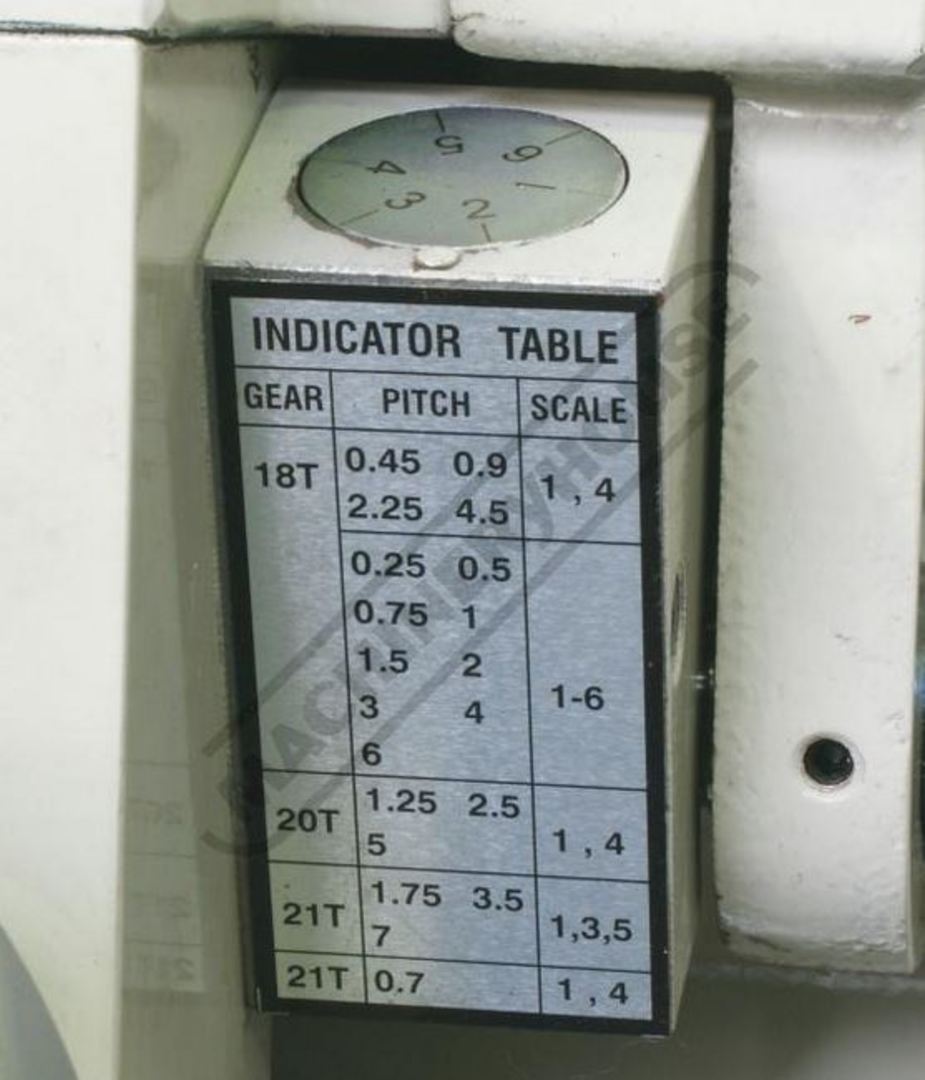 5 6
4 1
3 2
INDICATOR TABLE
GEAR PITCH SCALE
18T 0.45 0.9 1 , 4
2.25 4.5
0.25 0.5
0.75 1
1.5 2
3 4 1-6
6
20T 1.25 2.5 1 , 4
5
21T 1.75 3.5 1,3,5
7
21T 0.7 1 , 4
MACHINERYHOUSE